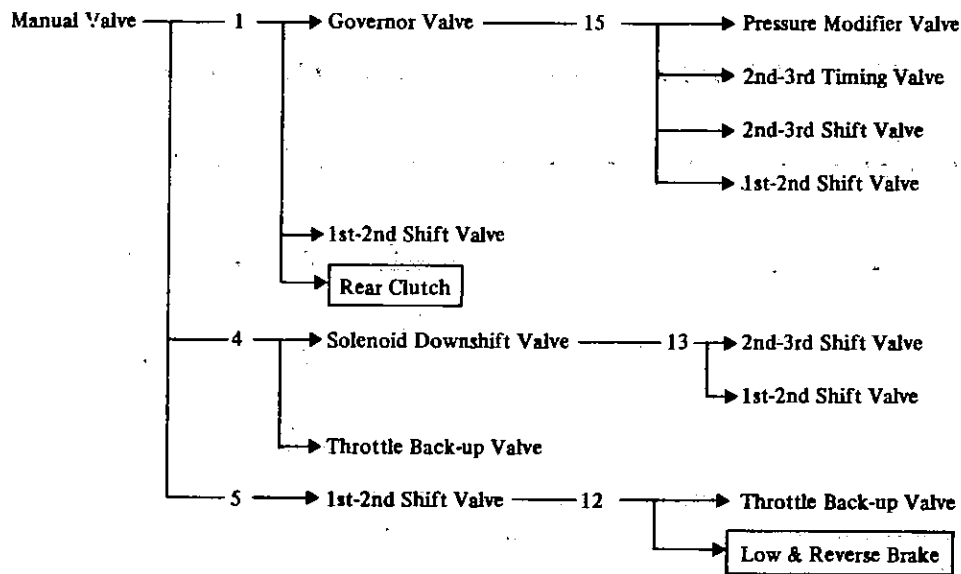 Manual Valve 1 Governor Valve 15 Pressure Modifier Valve
2nd-3rd Timing Valve
2nd-3rd Shift Valve
1st-2nd Shift Valve
1st-2nd Shift Valve
Rear Clutch
4 Solenoid Downshift Valve 13 2nd-3rd Shift Valve
1st-2nd Shift Valve
Throttle Back-up Valve
5 1st-2nd Shift Valve 12 Throttle Back-up Valve
Low & Reverse Brake